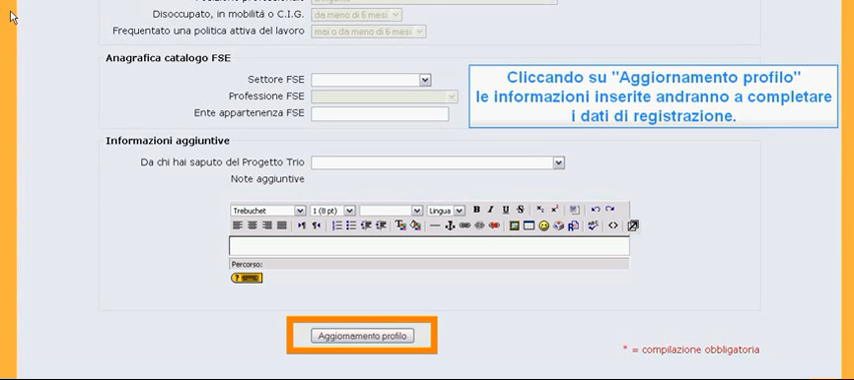 Disoccupato, in mobilità o C.I.G. da meno di 6 mesi
Frequentato una politica attiva del lavoro mai o da meno di 6 mesi
Anagrafica catalogo FSE
Settore FSE
Professione FSE
Ente appartenenza FSE
Cliccando su "Aggiornamento profilo"
le informazioni inserite andranno a completare
i dati di registrazione.
Informazioni aggiuntive
Da chi hai saputo del Progetto Trio
Note aggiuntive
Trebuchet 1 (8 pt) Lingua B I U S
Percorso:
Aggiornamento profilo
* = compilazione obbligatoria